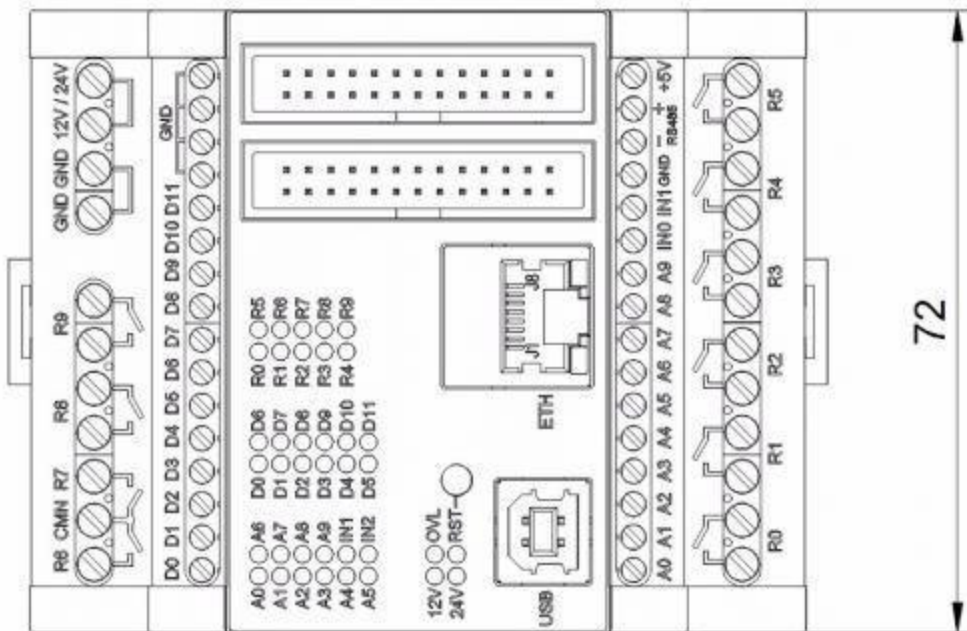 R6 CMN R7 R8 R9 GND GND 12V / 24V
D0 D1 D2 D3 D4 D5 D6 D7 D8 D9 D10 D11 GND
A0 A6 D0 D6 R0 R5
A1 A7 D1 D7 R1 R6
A2 A8 D2 D8 R2 R7
A3 A9 D3 D9 R3 R8
A4 IN1 D4 D10 R4 R9
A5 IN2 D5 D11
12V OVL
24V RST
J1 J8
USB ETH
A0 A1 A2 A3 A4 A5 A6 A7 A8 A9 IN0 IN1 GND − + +5V
RS485
R0 R1 R2 R3 R4 R5
72